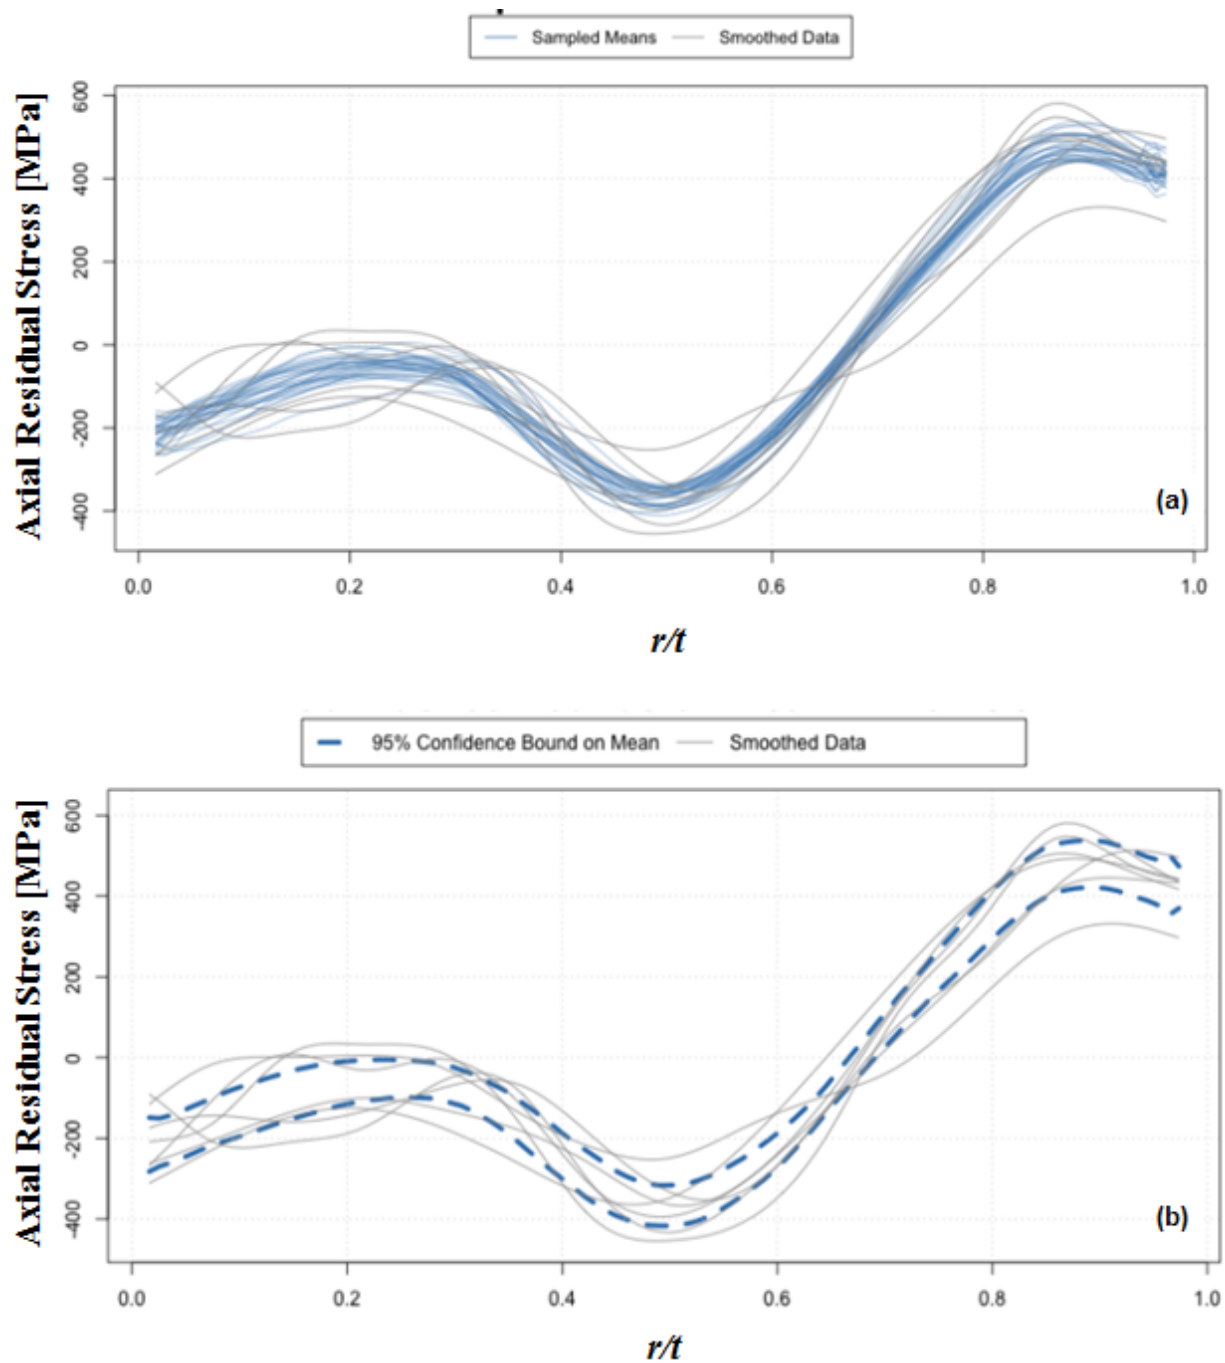 Sampled Means Smoothed Data
Axial Residual Stress [MPa]
600
400
200
0
-200
-400
(a)
0.0 0.2 0.4 0.6 0.8 1.0
r/t
95% Confidence Bound on Mean Smoothed Data
Axial Residual Stress [MPa]
600
400
200
0
-200
-400
(b)
0.0 0.2 0.4 0.6 0.8 1.0
r/t